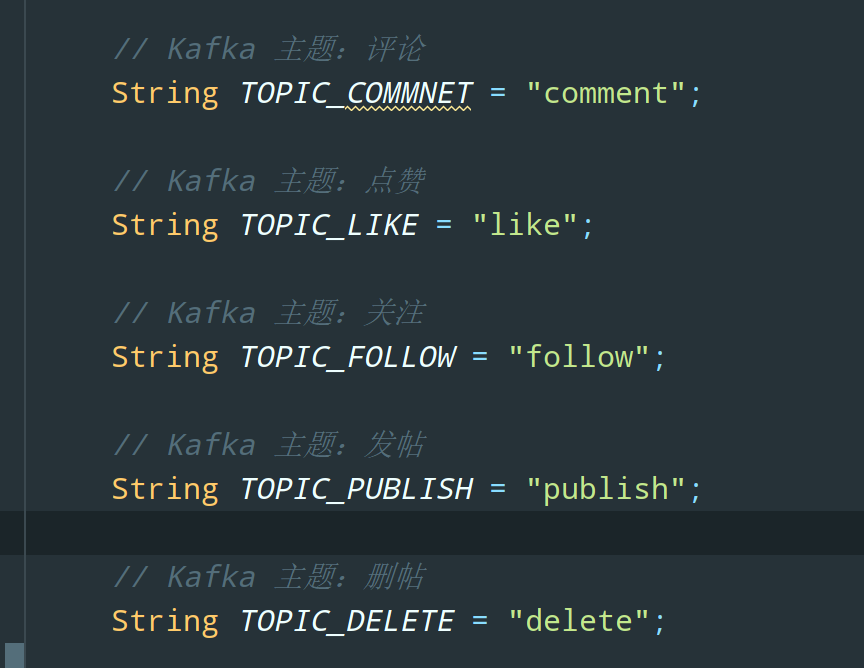 // Kafka 主题：评论
String TOPIC_COMMNET = "comment";
// Kafka 主题：点赞
String TOPIC_LIKE = "like";
// Kafka 主题：关注
String TOPIC_FOLLOW = "follow";
// Kafka 主题：发帖
String TOPIC_PUBLISH = "publish";
// Kafka 主题：删帖
String TOPIC_DELETE = "delete";